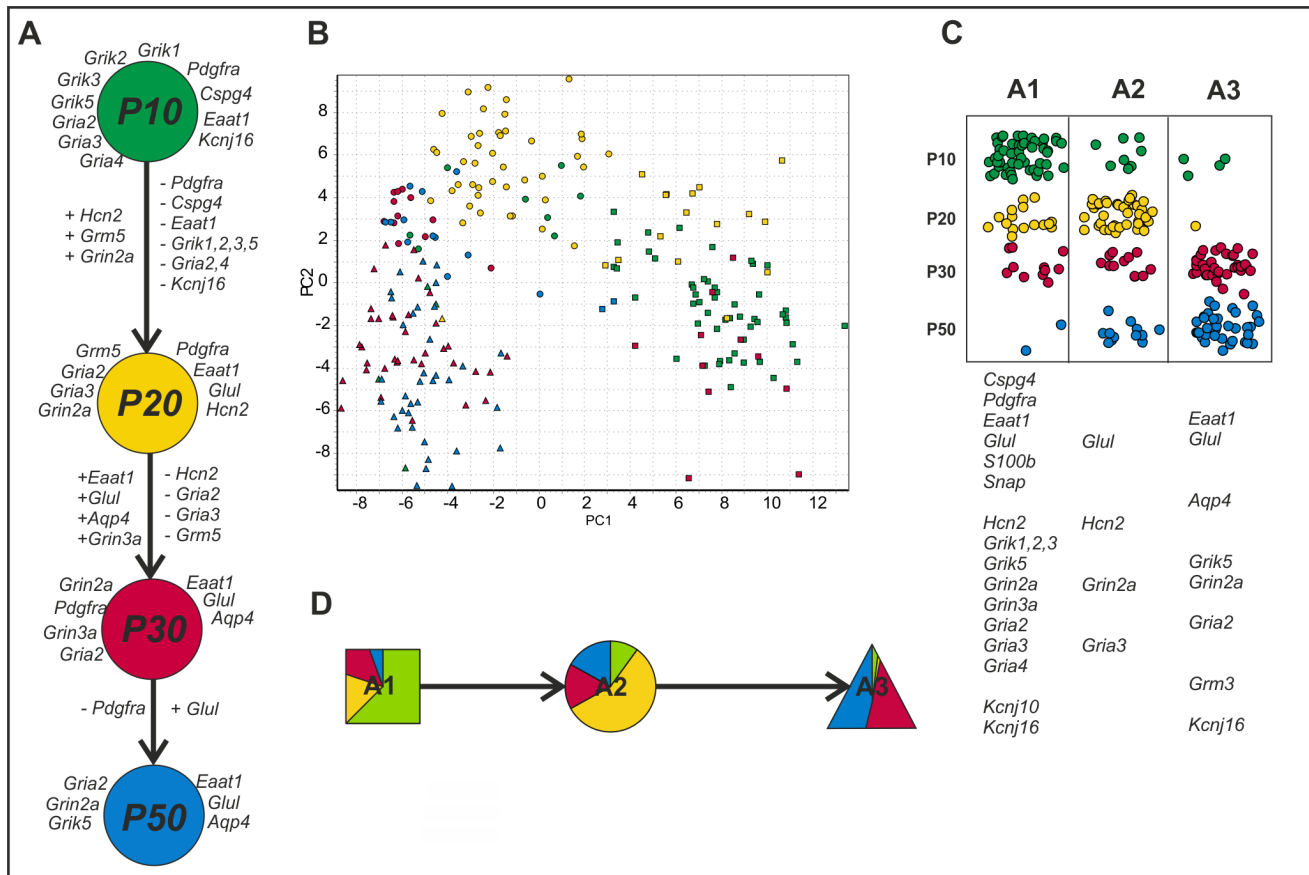 A
Grik2
Grik1
Pdgfra
Grik3
Cspg4
Grik5
Gria2
Eaat1
Gria3
Kcnj16
Gria4
P10
+ Hcn2
+ Grm5
+ Grin2a
- Pdgfra
- Cspg4
- Eaat1
- Grik1,2,3,5
- Gria2,4
- Kcnj16
Grm5
Pdgfra
Gria2
Eaat1
Gria3
Glul
Grin2a
Hcn2
P20
+Eaat1
+Glul
+Aqp4
+Grin3a
- Hcn2
- Gria2
- Gria3
- Grm5
Grin2a
Eaat1
Pdgfra
Glul
Aqp4
Grin3a
Gria2
P30
- Pdgfra
+ Glul
Gria2
Eaat1
Grin2a
Glul
Grik5
Aqp4
P50
B
8
6
4
2
0
-2
-4
-6
-8
PC2
-8 -6 -4 -2 0 2 4 6 8 10 12
PC1
C
A1 A2 A3
P10
P20
P30
P50
Cspg4
Pdgfra
Eaat1 Eaat1
Glul Glul Glul
S100b
Snap
Aqp4
Hcn2 Hcn2
Grik1,2,3
Grik5 Grik5
Grin2a Grin2a Grin2a
Grin3a
Gria2 Gria2
Gria3 Gria3
Gria4
Grm3
Kcnj10
Kcnj16 Kcnj16
D
A1 A2 A3